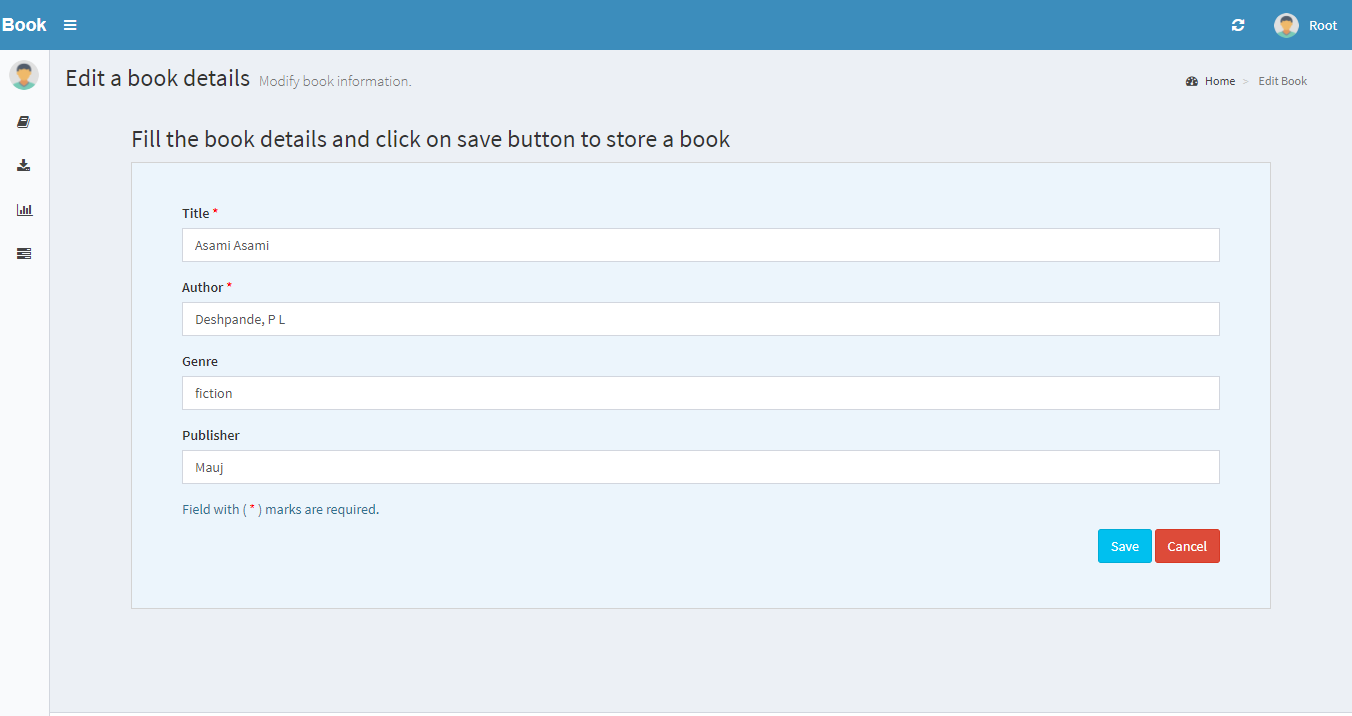 Book
Root
Edit a book details Modify book information.
Home > Edit Book
Fill the book details and click on save button to store a book
Title *
Asami Asami
Author *
Deshpande, P L
Genre
fiction
Publisher
Mauj
Field with ( * ) marks are required.
Save Cancel